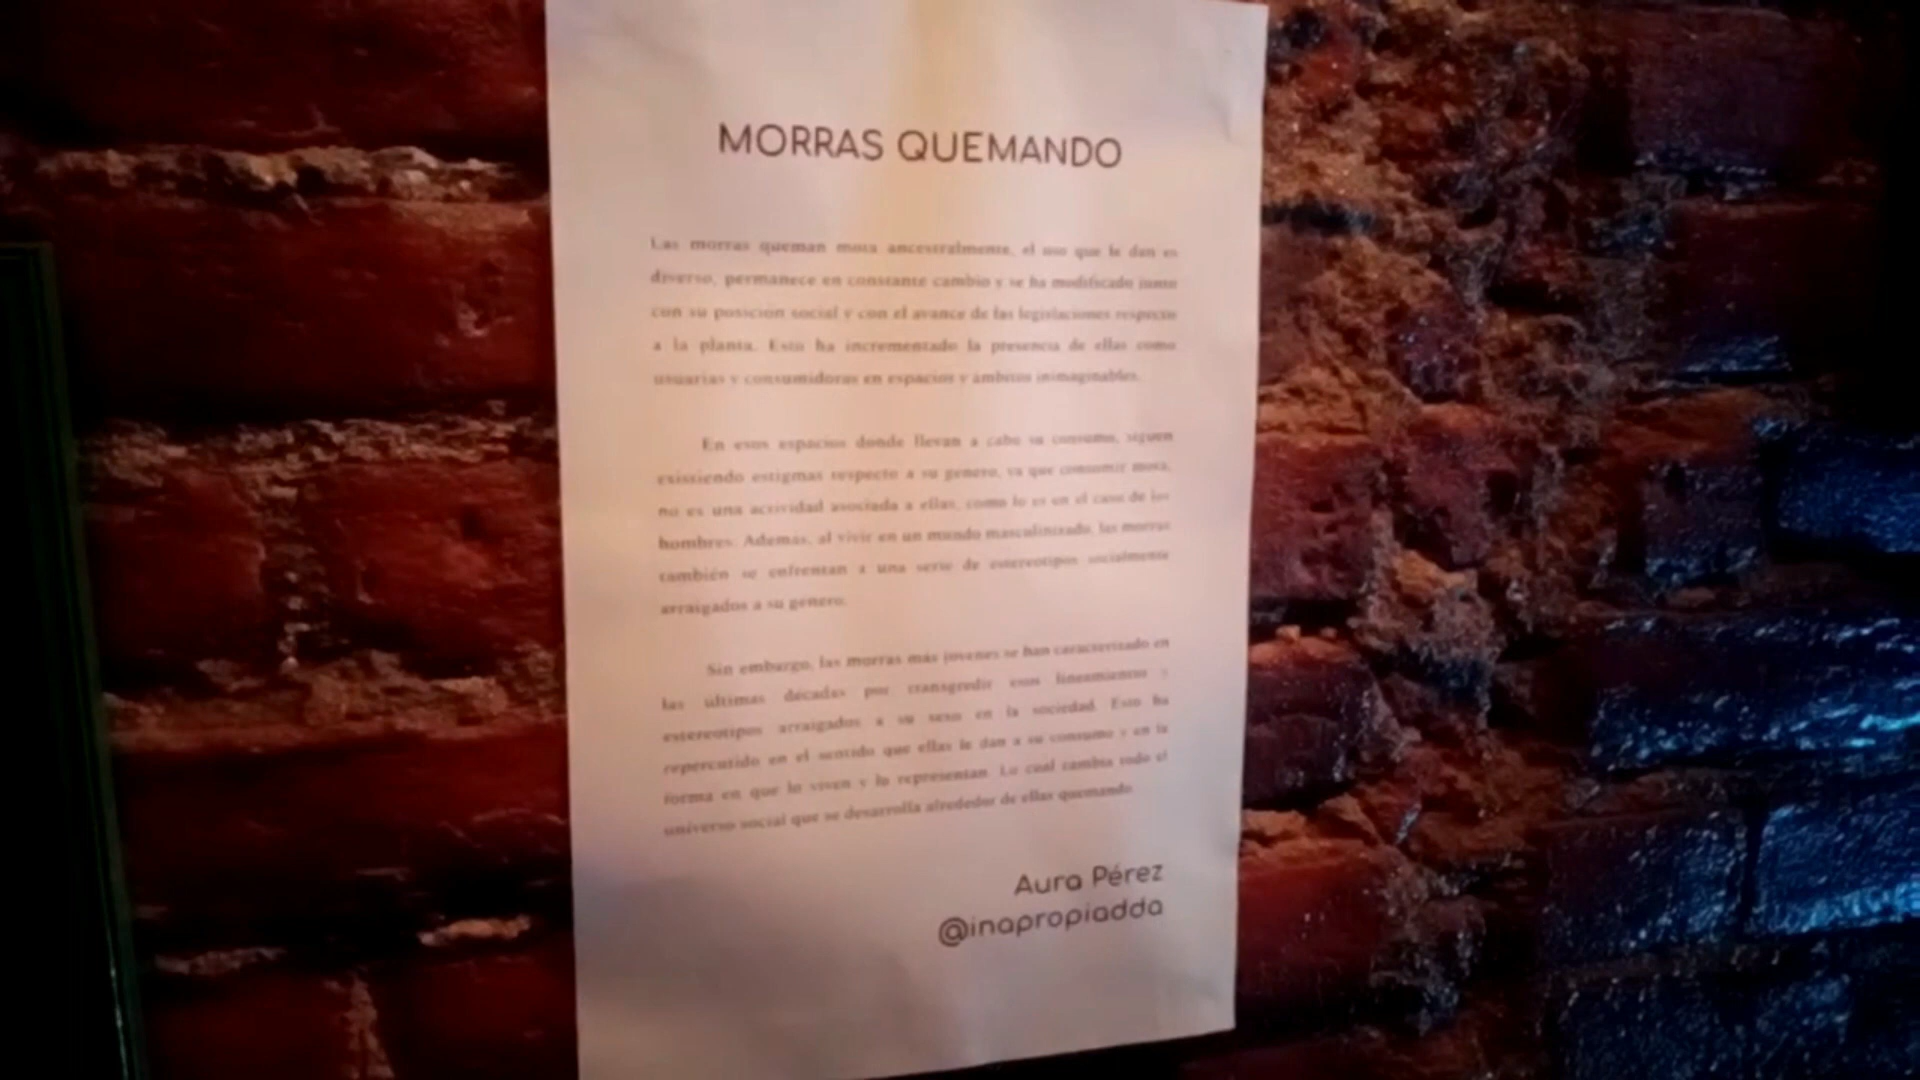 MORRAS QUEMANDO
Las morras queman mota ancestralmente, el uso que le dan es
diverso, permanece en constante cambio y se ha modificado junto
con su posición social y con el avance de las legislaciones respecto
a la planta. Esto ha incrementado la presencia de ellas como
usuarias y consumidoras en espacios y ámbitos inimaginables.
En esos espacios donde llevan a cabo su consumo, siguen
existiendo estigmas respecto a su genero, ya que consumir mota,
no es una actividad asociada a ellas, como lo es en el caso de los
hombres. Además, al vivir en un mundo masculinizado, las morras
también se enfrentan a una serie de estereotipos socialmente
arraigados a su genero.
Sin embargo, las morras más jóvenes se han caracterizado en
las últimas décadas por transgredir esos lineamientos y
estereotipos arraigados a su sexo en la sociedad. Esto ha
repercutido en el sentido que ellas le dan a su consumo y en la
forma en que lo viven y lo representan. Lo cual cambia todo el
universo social que se desarrolla alrededor de ellas quemando.
Aura Pérez
@inapropiadda